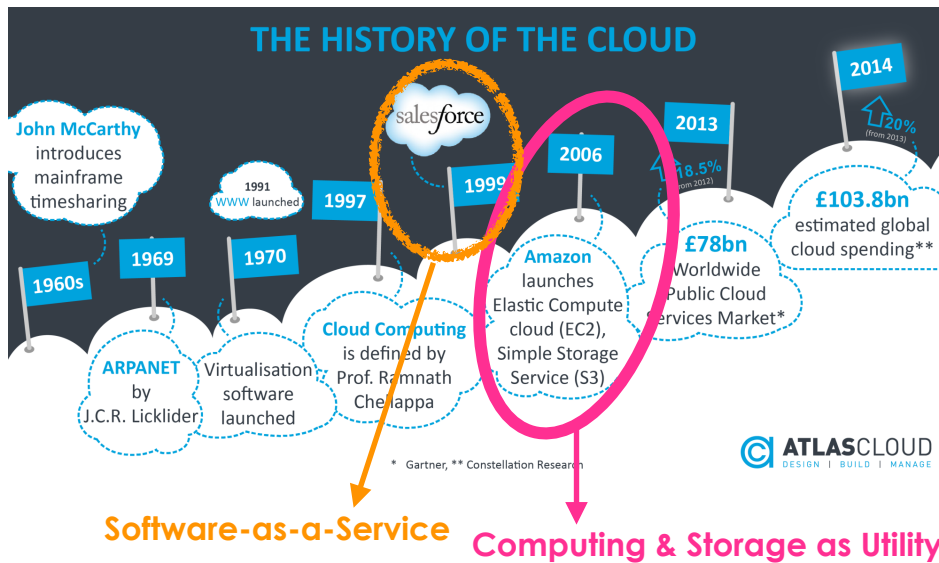 THE HISTORY OF THE CLOUD
John McCarthy
introduces
mainframe
timesharing
1960s
1969
ARPANET
by
J.C.R. Licklider
1991
WWW launched
1970
Virtualisation
software
launched
1997
Cloud Computing
is defined by
Prof. Ramnath
Chellappa
salesforce
1999
2006
Amazon
launches
Elastic Compute
cloud (EC2),
Simple Storage
Service (S3)
2013
18.5%
(from 2012)
£78bn
Worldwide
Public Cloud
Services Market*
2014
20%
(from 2013)
£103.8bn
estimated global
cloud spending**
* Gartner, ** Constellation Research
ATLASCLOUD
DESIGN | BUILD | MANAGE
Software-as-a-Service
Computing & Storage as Utility